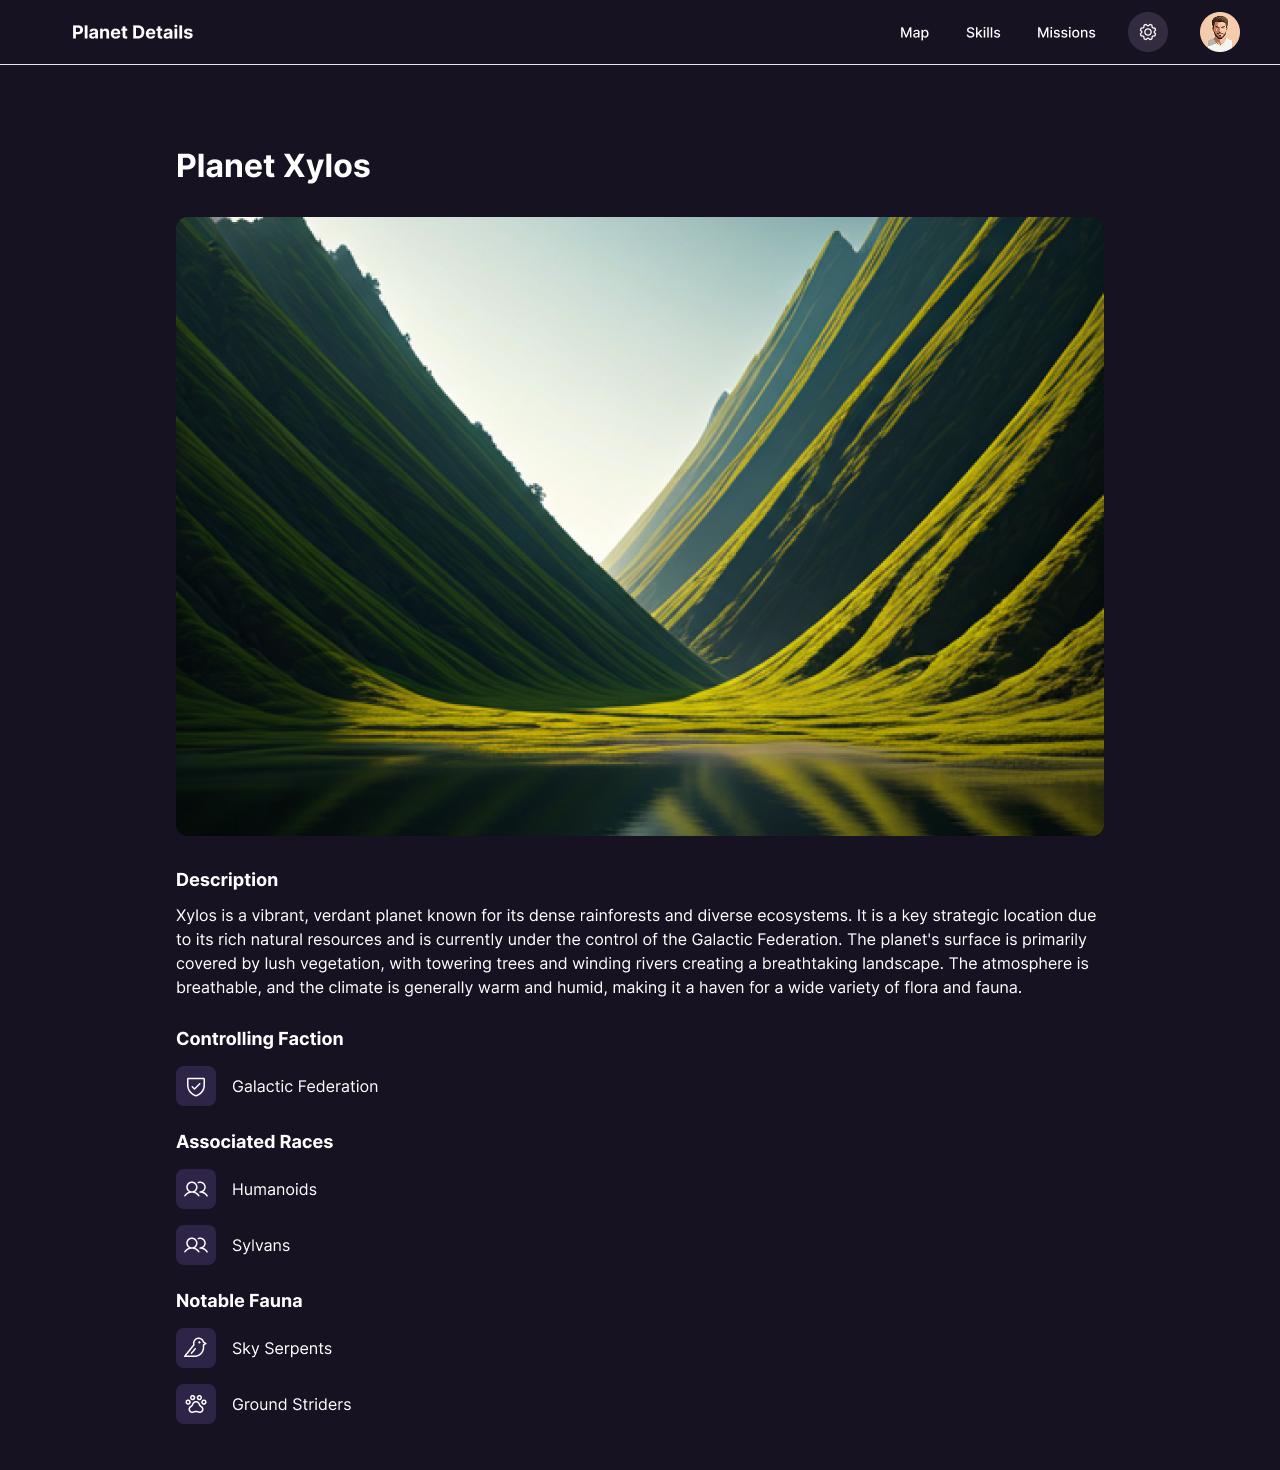 Planet Details
Map
Skills
Missions
Planet Xylos
Description
Xylos is a vibrant, verdant planet known for its dense rainforests and diverse ecosystems. It is a key strategic location due
to its rich natural resources and is currently under the control of the Galactic Federation. The planet's surface is primarily
covered by lush vegetation, with towering trees and winding rivers creating a breathtaking landscape. The atmosphere is
breathable, and the climate is generally warm and humid, making it a haven for a wide variety of flora and fauna.
Controlling Faction
Galactic Federation
Associated Races
Humanoids
Sylvans
Notable Fauna
Sky Serpents
Ground Striders